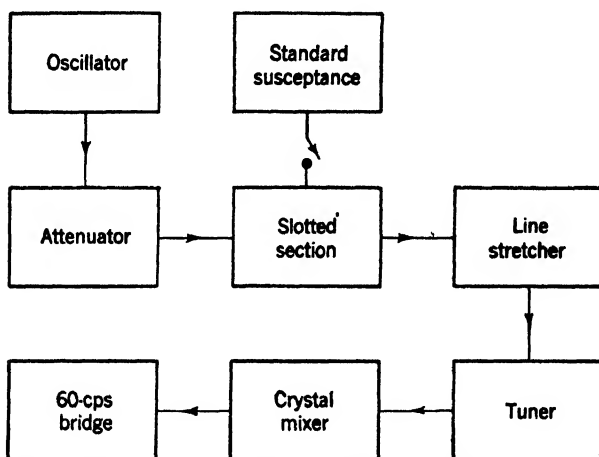 Oscillator
Standard
susceptance
Attenuator
Slotted
section
Line
stretcher
60-cps
bridge
Crystal
mixer
Tuner